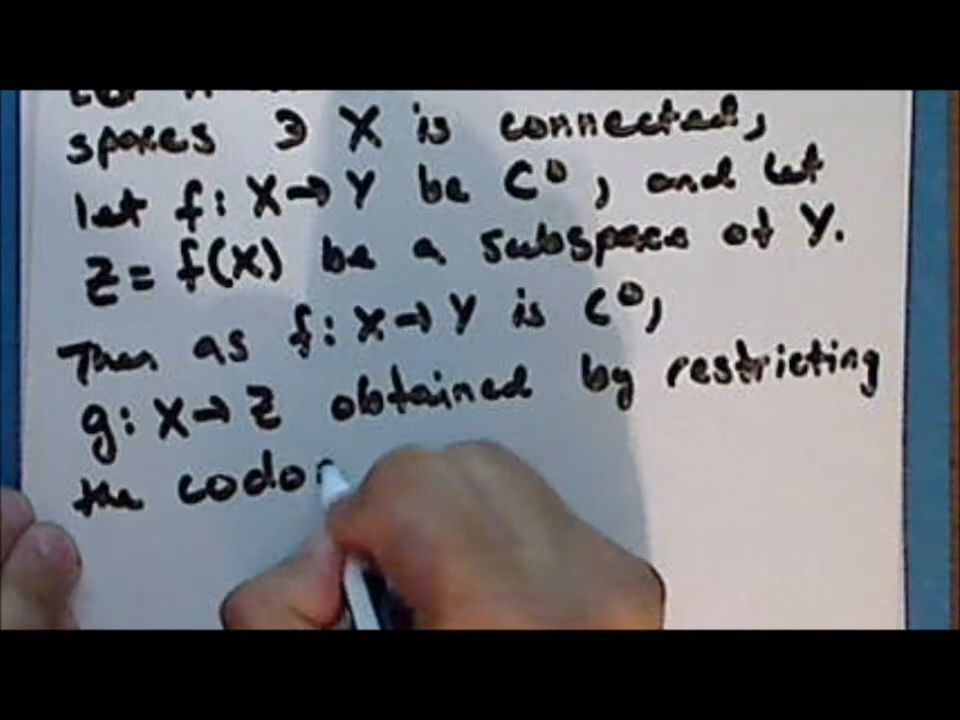 spaces ∋ X is connected,
let f: X → Y be C⁰, and let
Z = f(X) be a subspace of Y.
Then as f: X → Y is C⁰,
g: X → Z obtained by restricting
the codo